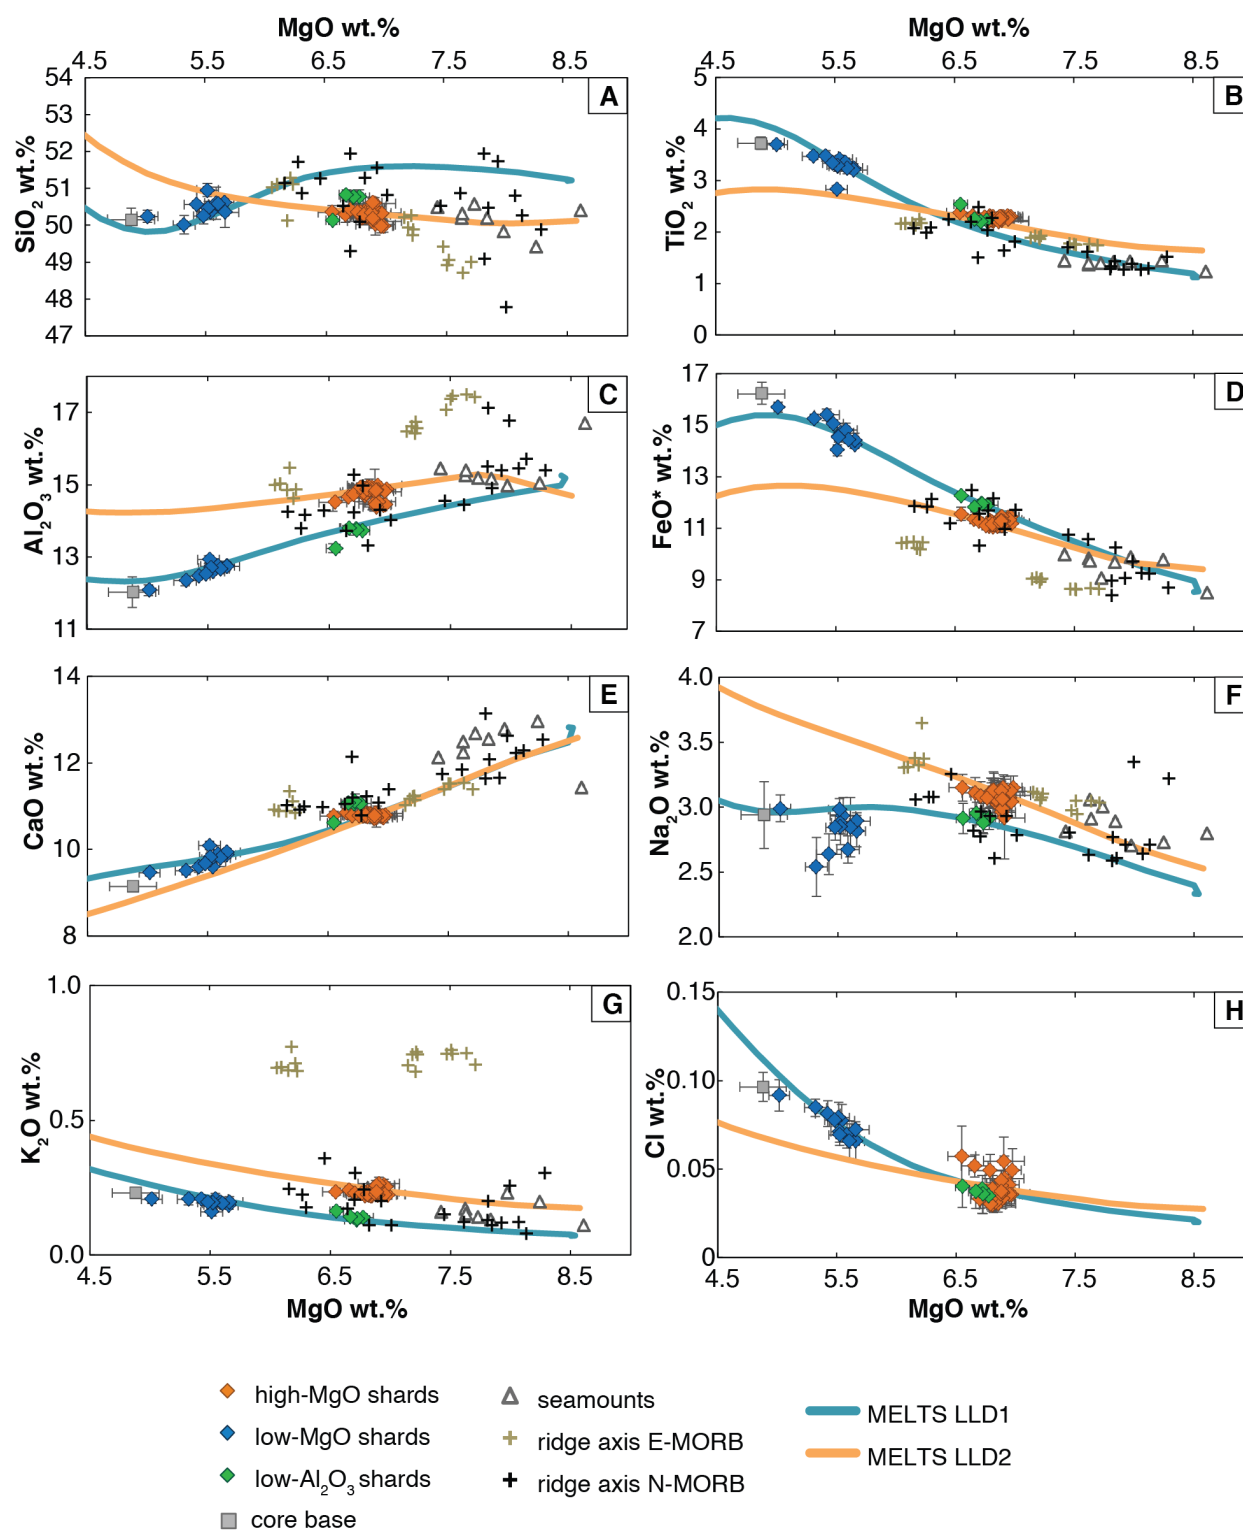 MgO wt.%
MgO wt.%
4.5 5.5 6.5 7.5 8.5
4.5 5.5 6.5 7.5 8.5
54
53
52
51
50
49
48
47
SiO2 wt.%
A
5
4
3
2
1
0
TiO2 wt.%
B
17
15
13
11
Al2O3 wt.%
C
17
15
13
11
9
7
FeO* wt.%
D
14
12
10
8
CaO wt.%
E
4.0
3.5
3.0
2.5
2.0
Na2O wt.%
F
1.0
0.5
0.0
K2O wt.%
G
0.15
0.10
0.05
0
Cl wt.%
H
4.5 5.5 6.5 7.5 8.5
4.5 5.5 6.5 7.5 8.5
MgO wt.%
MgO wt.%
high-MgO shards
low-MgO shards
low-Al2O3 shards
core base
seamounts
ridge axis E-MORB
ridge axis N-MORB
MELTS LLD1
MELTS LLD2